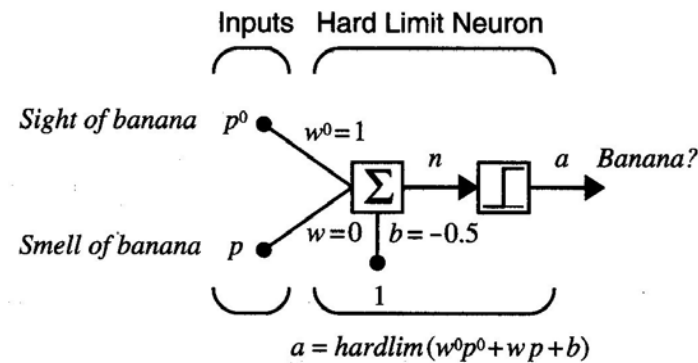 Inputs Hard Limit Neuron
Sight of banana p⁰
w⁰=1
n a Banana?
Σ
Smell of banana p w=0 b=−0.5
1
a = hardlim(w⁰p⁰+wp+b)